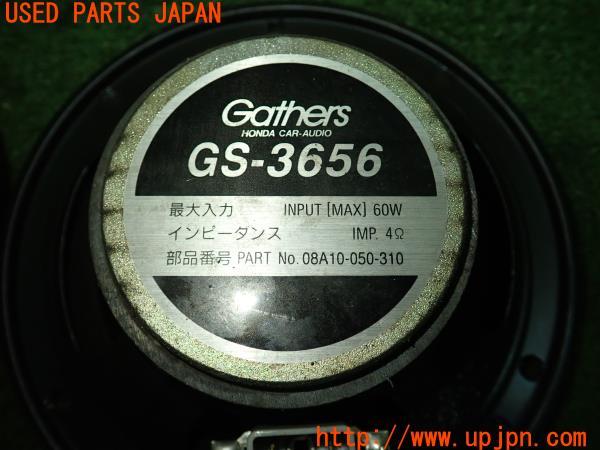 USED PARTS JAPAN
Gathers
HONDA CAR-AUDIO
GS-3656
最大入力 INPUT [MAX] 60W
インピーダンス IMP. 4Ω
部品番号 PART No. 08A10-050-310
http://www.upjpn.com